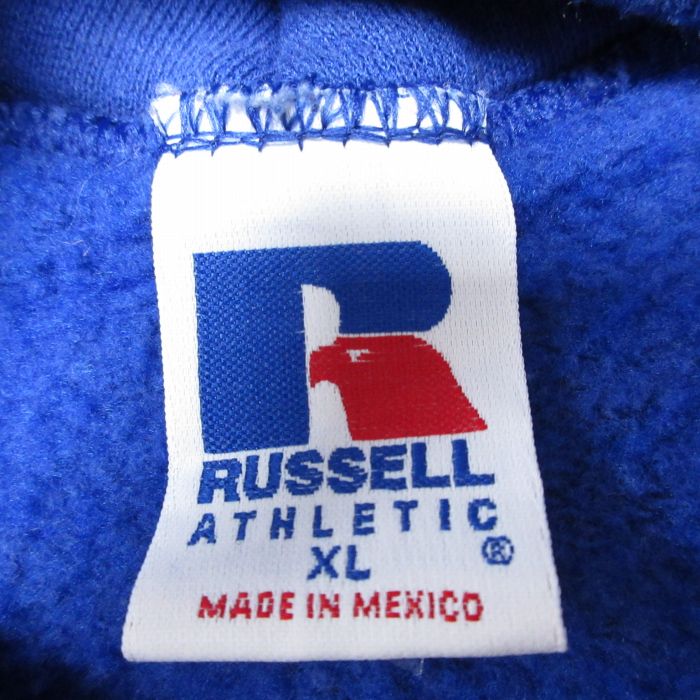 R
RUSSELL
ATHLETIC
XL ®
MADE IN MEXICO